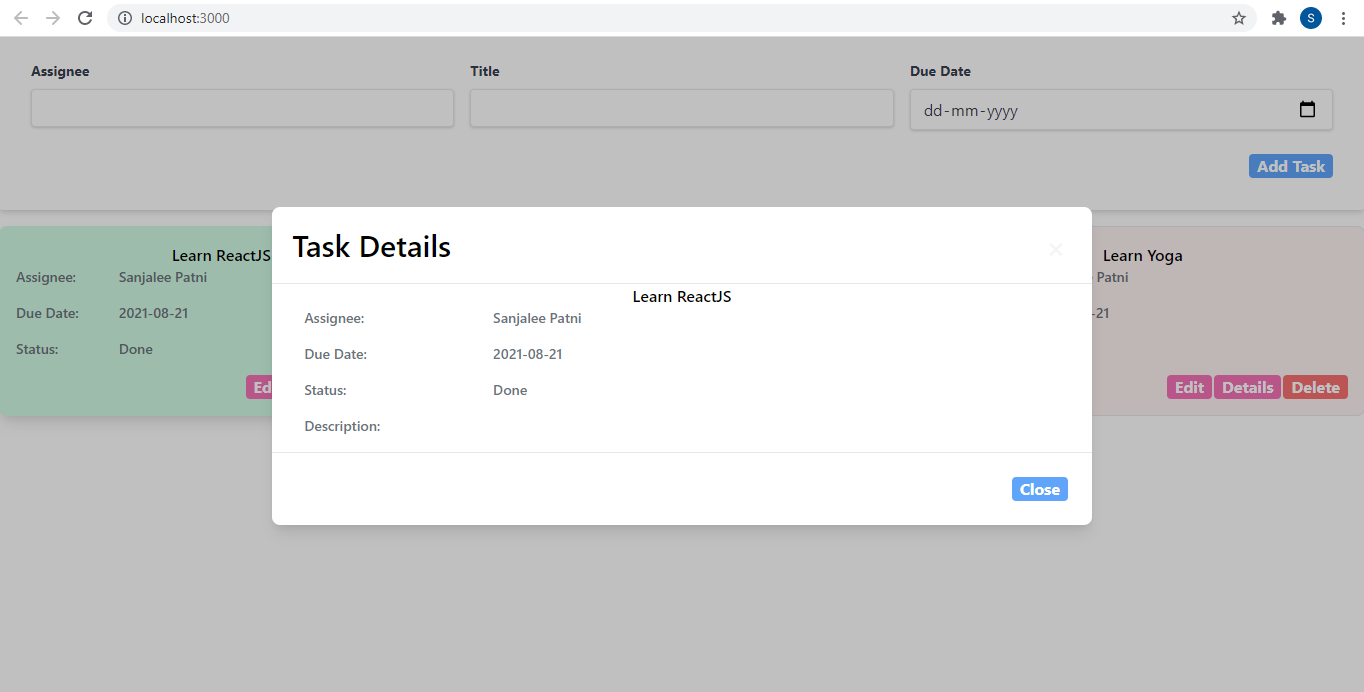 localhost:3000
S
Assignee Title Due Date
dd-mm-yyyy
Add Task
Learn ReactJS
Assignee: Sanjalee Patni
Due Date: 2021-08-21
Status: Done
Ed
Task Details ×
Learn ReactJS
Assignee: Sanjalee Patni
Due Date: 2021-08-21
Status: Done
Description:
Close
Learn Yoga
Patni
-21
Edit Details Delete